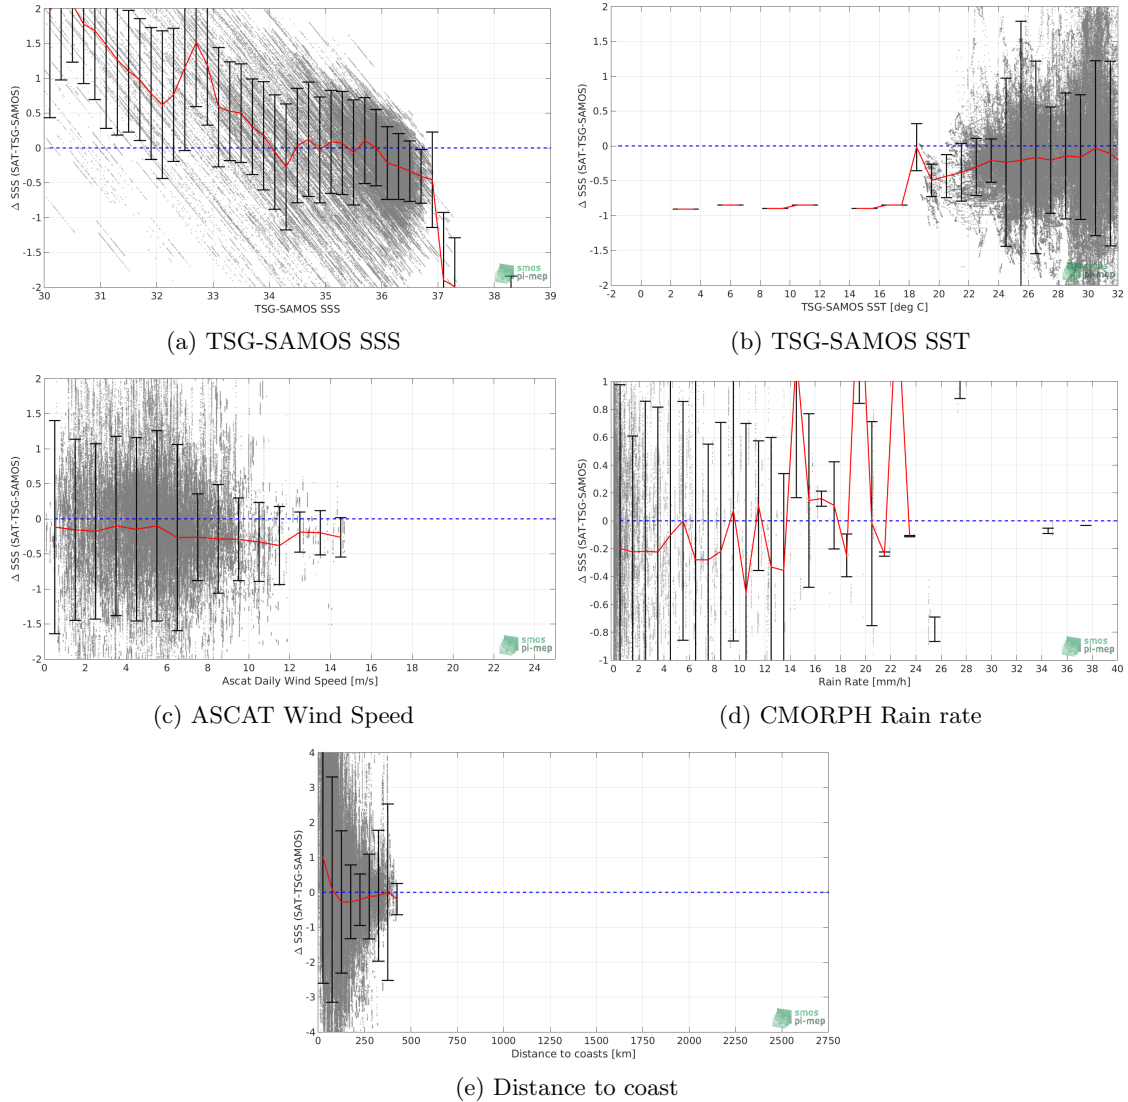 Δ SSS (SAT-TSG-SAMOS)
2
1.5
1
0.5
0
-0.5
-1
-1.5
-2
30 31 32 33 34 35 36 37 38 39
TSG-SAMOS SSS
smos
pi-mep
(a) TSG-SAMOS SSS
Δ SSS (SAT-TSG-SAMOS)
2
1.5
1
0.5
0
-0.5
-1
-1.5
-2
-2 0 2 4 6 8 10 12 14 16 18 20 22 24 26 28 30 32
TSG-SAMOS SST [deg C]
smos
pi-mep
(b) TSG-SAMOS SST
Δ SSS (SAT-TSG-SAMOS)
2
1.5
1
0.5
0
-0.5
-1
-1.5
-2
0 2 4 6 8 10 12 14 16 18 20 22 24
Ascat Daily Wind Speed [m/s]
smos
pi-mep
(c) ASCAT Wind Speed
Δ SSS (SAT-TSG-SAMOS)
1
0.8
0.6
0.4
0.2
0
-0.2
-0.4
-0.6
-0.8
-1
0 2 4 6 8 10 12 14 16 18 20 22 24 26 28 30 32 34 36 38 40
Rain Rate [mm/h]
smos
pi-mep
(d) CMORPH Rain rate
Δ SSS (SAT-TSG-SAMOS)
4
3
2
1
0
-1
-2
-3
-4
0 250 500 750 1000 1250 1500 1750 2000 2250 2500 2750
Distance to coasts [km]
smos
pi-mep
(e) Distance to coast